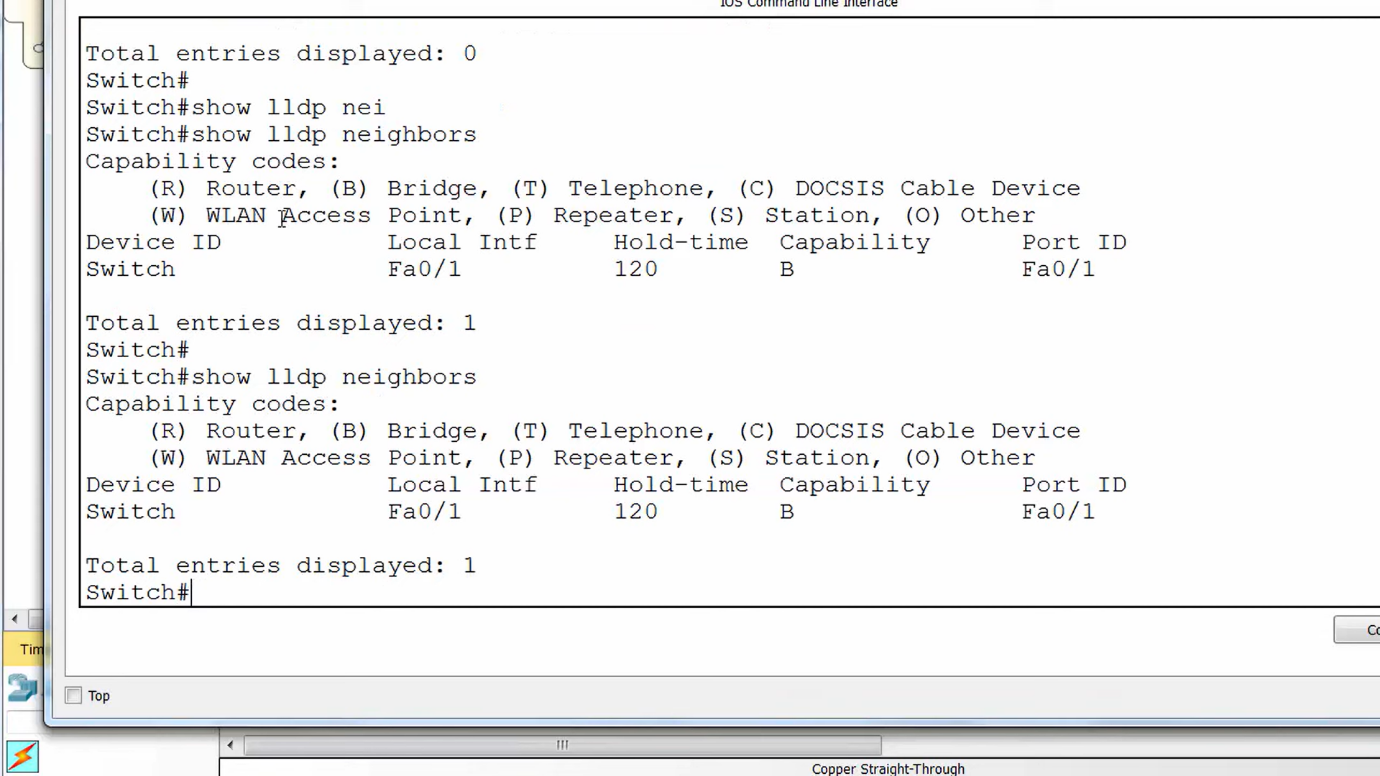 IOS Command Line Interface
Total entries displayed: 0
Switch#
Switch#show lldp nei
Switch#show lldp neighbors
Capability codes:
(R) Router, (B) Bridge, (T) Telephone, (C) DOCSIS Cable Device
(W) WLAN Access Point, (P) Repeater, (S) Station, (O) Other
Device ID Local Intf Hold-time Capability Port ID
Switch Fa0/1 120 B Fa0/1
Total entries displayed: 1
Switch#
Switch#show lldp neighbors
Capability codes:
(R) Router, (B) Bridge, (T) Telephone, (C) DOCSIS Cable Device
(W) WLAN Access Point, (P) Repeater, (S) Station, (O) Other
Device ID Local Intf Hold-time Capability Port ID
Switch Fa0/1 120 B Fa0/1
Total entries displayed: 1
Switch#
Co
Tim
Top
Copper Straight-Through